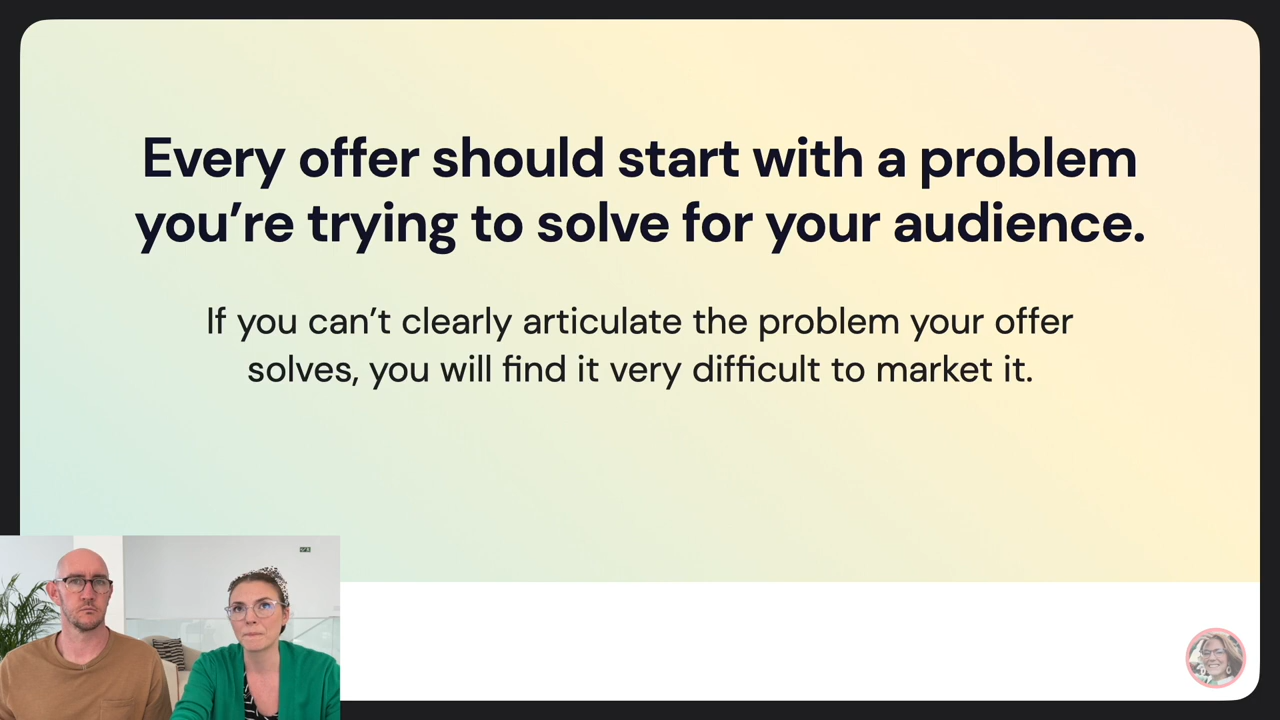 Every offer should start with a problem
you’re trying to solve for your audience.
If you can’t clearly articulate the problem your offer
solves, you will find it very difficult to market it.